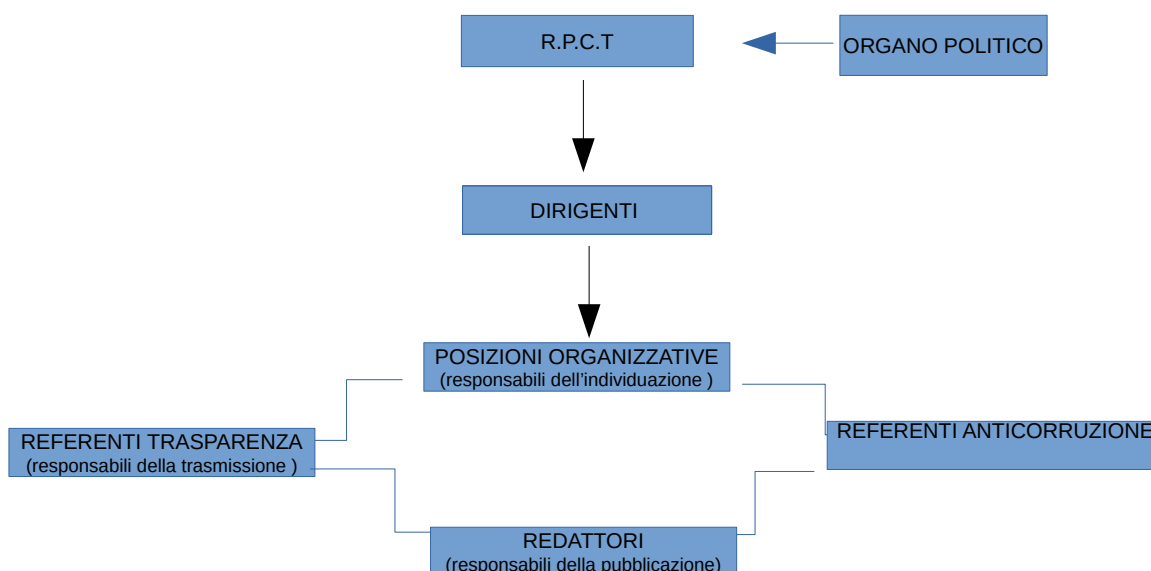 R.P.C.T
ORGANO POLITICO
DIRIGENTI
POSIZIONI ORGANIZZATIVE
(responsabili dell'individuazione )
REFERENTI TRASPARENZA
(responsabili della trasmissione )
REFERENTI ANTICORRUZIONE
REDATTORI
(responsabili della pubblicazione)